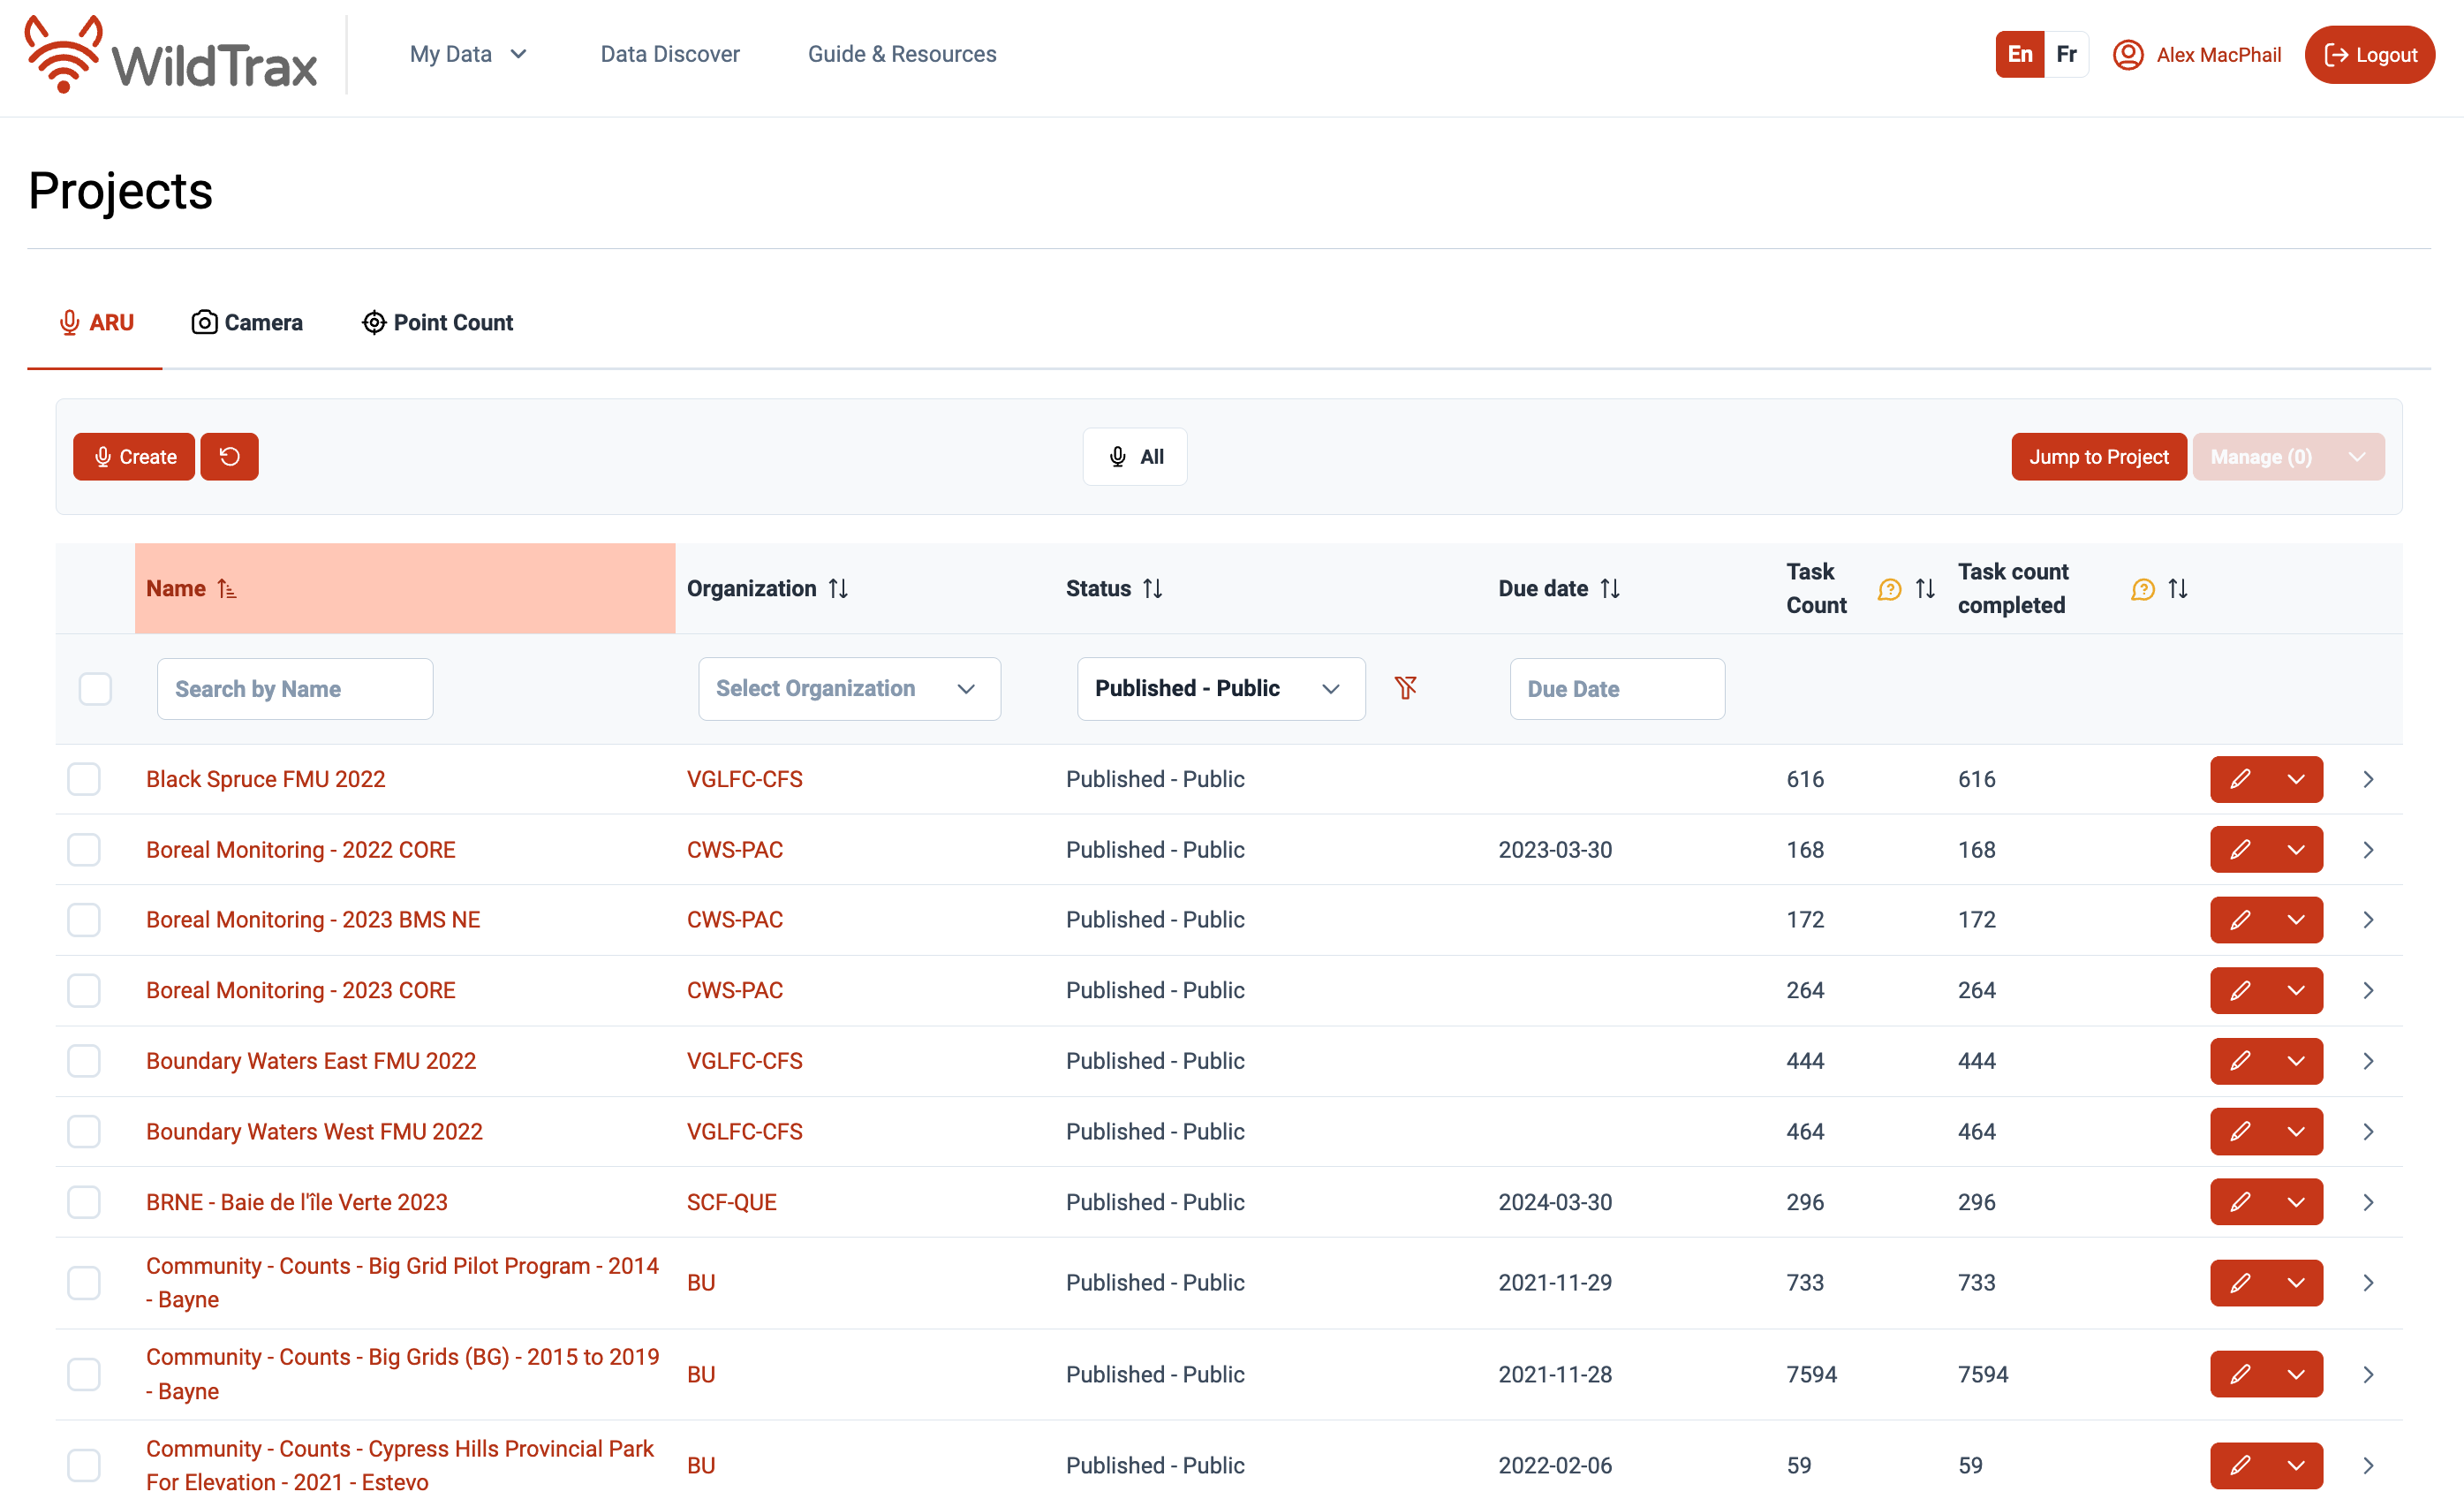 WildTrax
My Data
Data Discover
Guide & Resources
En Fr
Alex MacPhail
Logout
Projects
ARU
Camera
Point Count
Create
All
Jump to Project
Manage (0)
Name
Organization
Status
Due date
Task
Count
Task count
completed
Search by Name
Select Organization
Published - Public
Due Date
Black Spruce FMU 2022 VGLFC-CFS Published - Public 616 616
Boreal Monitoring - 2022 CORE CWS-PAC Published - Public 2023-03-30 168 168
Boreal Monitoring - 2023 BMS NE CWS-PAC Published - Public 172 172
Boreal Monitoring - 2023 CORE CWS-PAC Published - Public 264 264
Boundary Waters East FMU 2022 VGLFC-CFS Published - Public 444 444
Boundary Waters West FMU 2022 VGLFC-CFS Published - Public 464 464
BRNE - Baie de l'île Verte 2023 SCF-QUE Published - Public 2024-03-30 296 296
Community - Counts - Big Grid Pilot Program - 2014
- Bayne
BU Published - Public 2021-11-29 733 733
Community - Counts - Big Grids (BG) - 2015 to 2019
- Bayne
BU Published - Public 2021-11-28 7594 7594
Community - Counts - Cypress Hills Provincial Park
For Elevation - 2021 - Estevo
BU Published - Public 2022-02-06 59 59